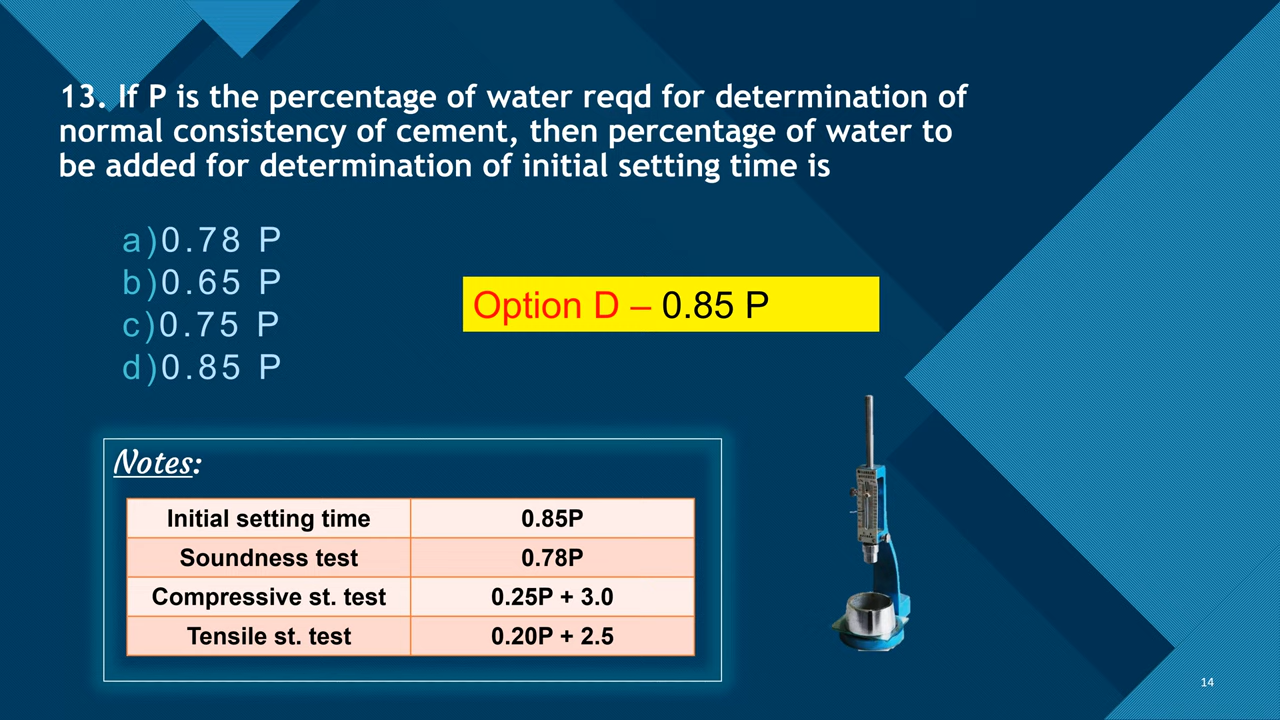 13. If P is the percentage of water reqd for determination of
normal consistency of cement, then percentage of water to
be added for determination of initial setting time is
a)0.78 P
b)0.65 P
c)0.75 P
d)0.85 P
Option D – 0.85 P
Notes:
Initial setting time 0.85P
Soundness test 0.78P
Compressive st. test 0.25P + 3.0
Tensile st. test 0.20P + 2.5
14